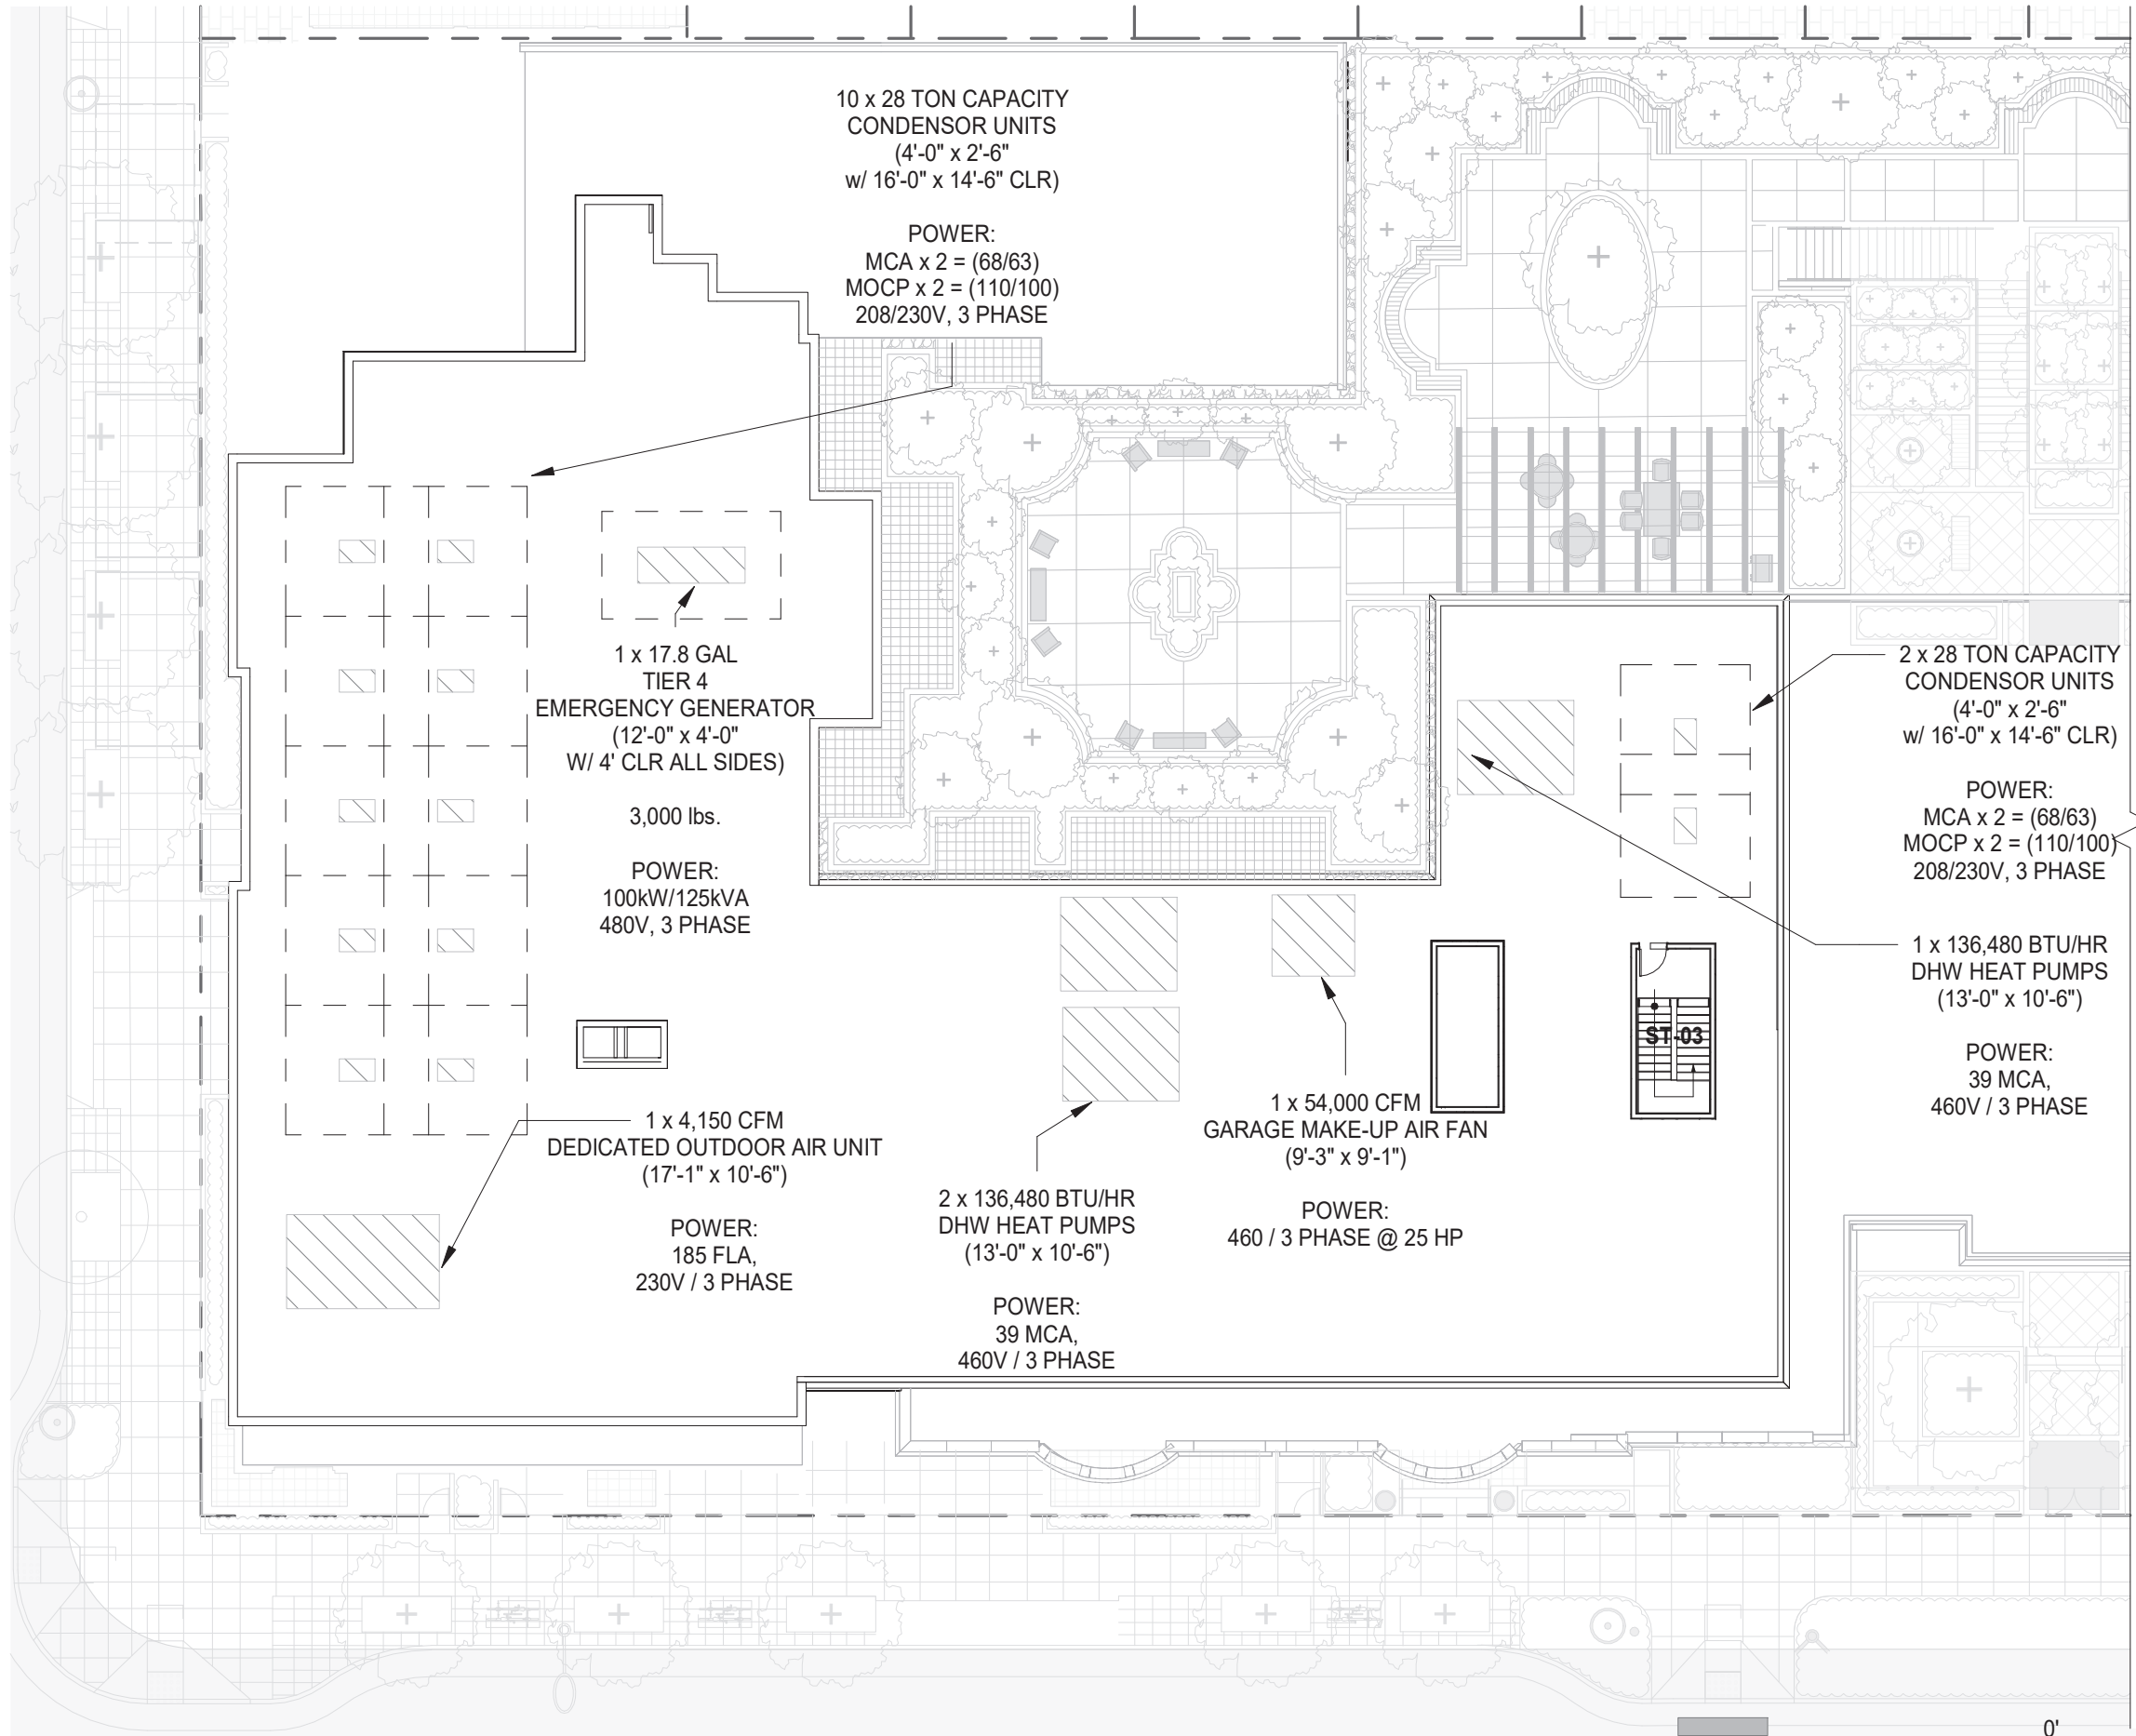 10 x 28 TON CAPACITY
CONDENSOR UNITS
(4'-0" x 2'-6"
w/ 16'-0" x 14'-6" CLR)
POWER:
MCA x 2 = (68/63)
MOCP x 2 = (110/100)
208/230V, 3 PHASE
1 x 17.8 GAL
TIER 4
EMERGENCY GENERATOR
(12'-0" x 4'-0"
W/ 4' CLR ALL SIDES)
3,000 lbs.
POWER:
100kW/125kVA
480V, 3 PHASE
2 x 28 TON CAPACITY
CONDENSOR UNITS
(4'-0" x 2'-6"
w/ 16'-0" x 14'-6" CLR)
POWER:
MCA x 2 = (68/63)
MOCP x 2 = (110/100)
208/230V, 3 PHASE
1 x 136,480 BTU/HR
DHW HEAT PUMPS
(13'-0" x 10'-6")
POWER:
39 MCA,
460V / 3 PHASE
ST-03
1 x 4,150 CFM
DEDICATED OUTDOOR AIR UNIT
(17'-1" x 10'-6")
POWER:
185 FLA,
230V / 3 PHASE
2 x 136,480 BTU/HR
DHW HEAT PUMPS
(13'-0" x 10'-6")
POWER:
39 MCA,
460V / 3 PHASE
1 x 54,000 CFM
GARAGE MAKE-UP AIR FAN
(9'-3" x 9'-1")
POWER:
460 / 3 PHASE @ 25 HP
0'